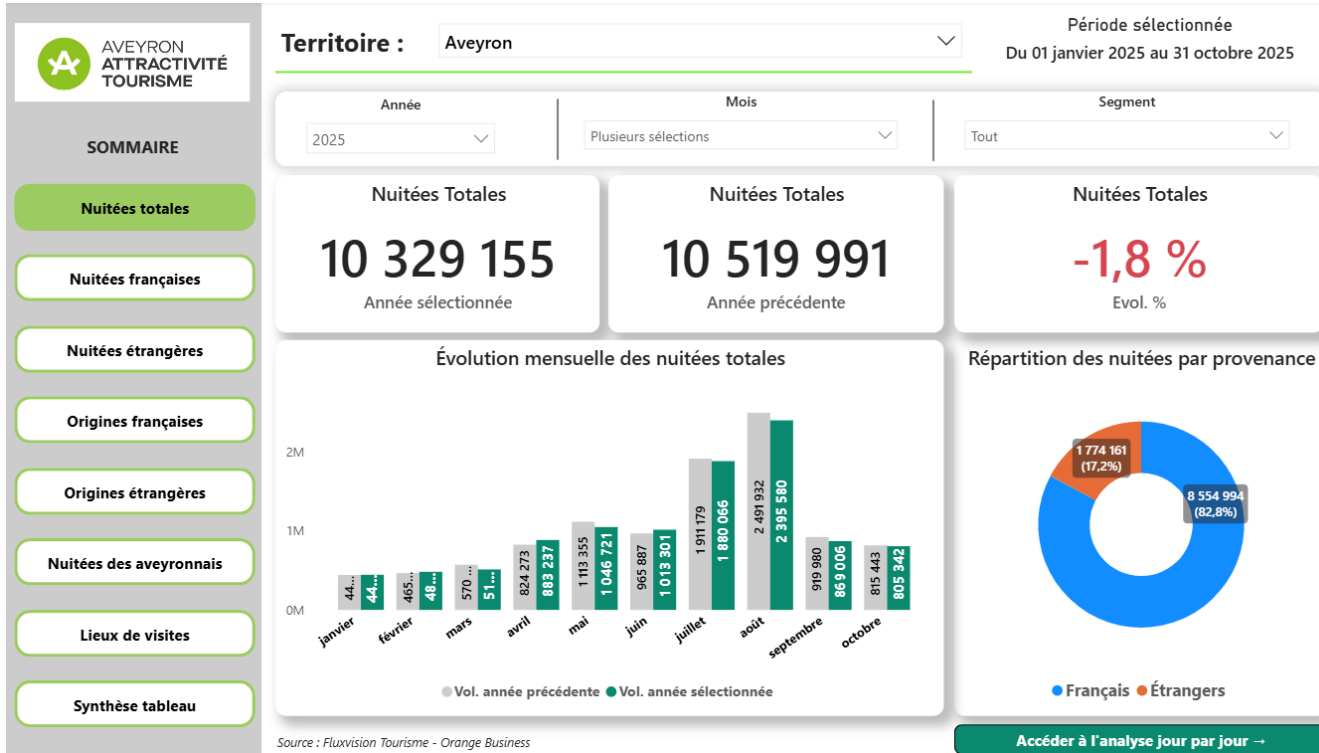 AVEYRON
ATTRACTIVITÉ
TOURISME
SOMMAIRE
Nuitées totales
Nuitées françaises
Nuitées étrangères
Origines françaises
Origines étrangères
Nuitées des aveyronnais
Lieux de visites
Synthèse tableau
Territoire :
Aveyron
Période sélectionnée
Du 01 janvier 2025 au 31 octobre 2025
Année
2025
Mois
Plusieurs sélections
Segment
Tout
Nuitées Totales
10 329 155
Année sélectionnée
Nuitées Totales
10 519 991
Année précédente
Nuitées Totales
-1,8 %
Evol. %
Évolution mensuelle des nuitées totales
2M
1M
0M
44...
44...
465...
48...
570 ...
51...
824 273
883 237
1 113 355
1 046 721
965 887
1 013 301
1 911 179
1 880 066
2 491 932
2 395 580
919 980
869 006
815 443
805 342
janvier
février
mars
avril
mai
juin
juillet
août
septembre
octobre
Vol. année précédente
Vol. année sélectionnée
Répartition des nuitées par provenance
1 774 161
(17,2%)
8 554 994
(82,8%)
Français
Étrangers
Source : Fluxvision Tourisme - Orange Business
Accéder à l'analyse jour par jour →